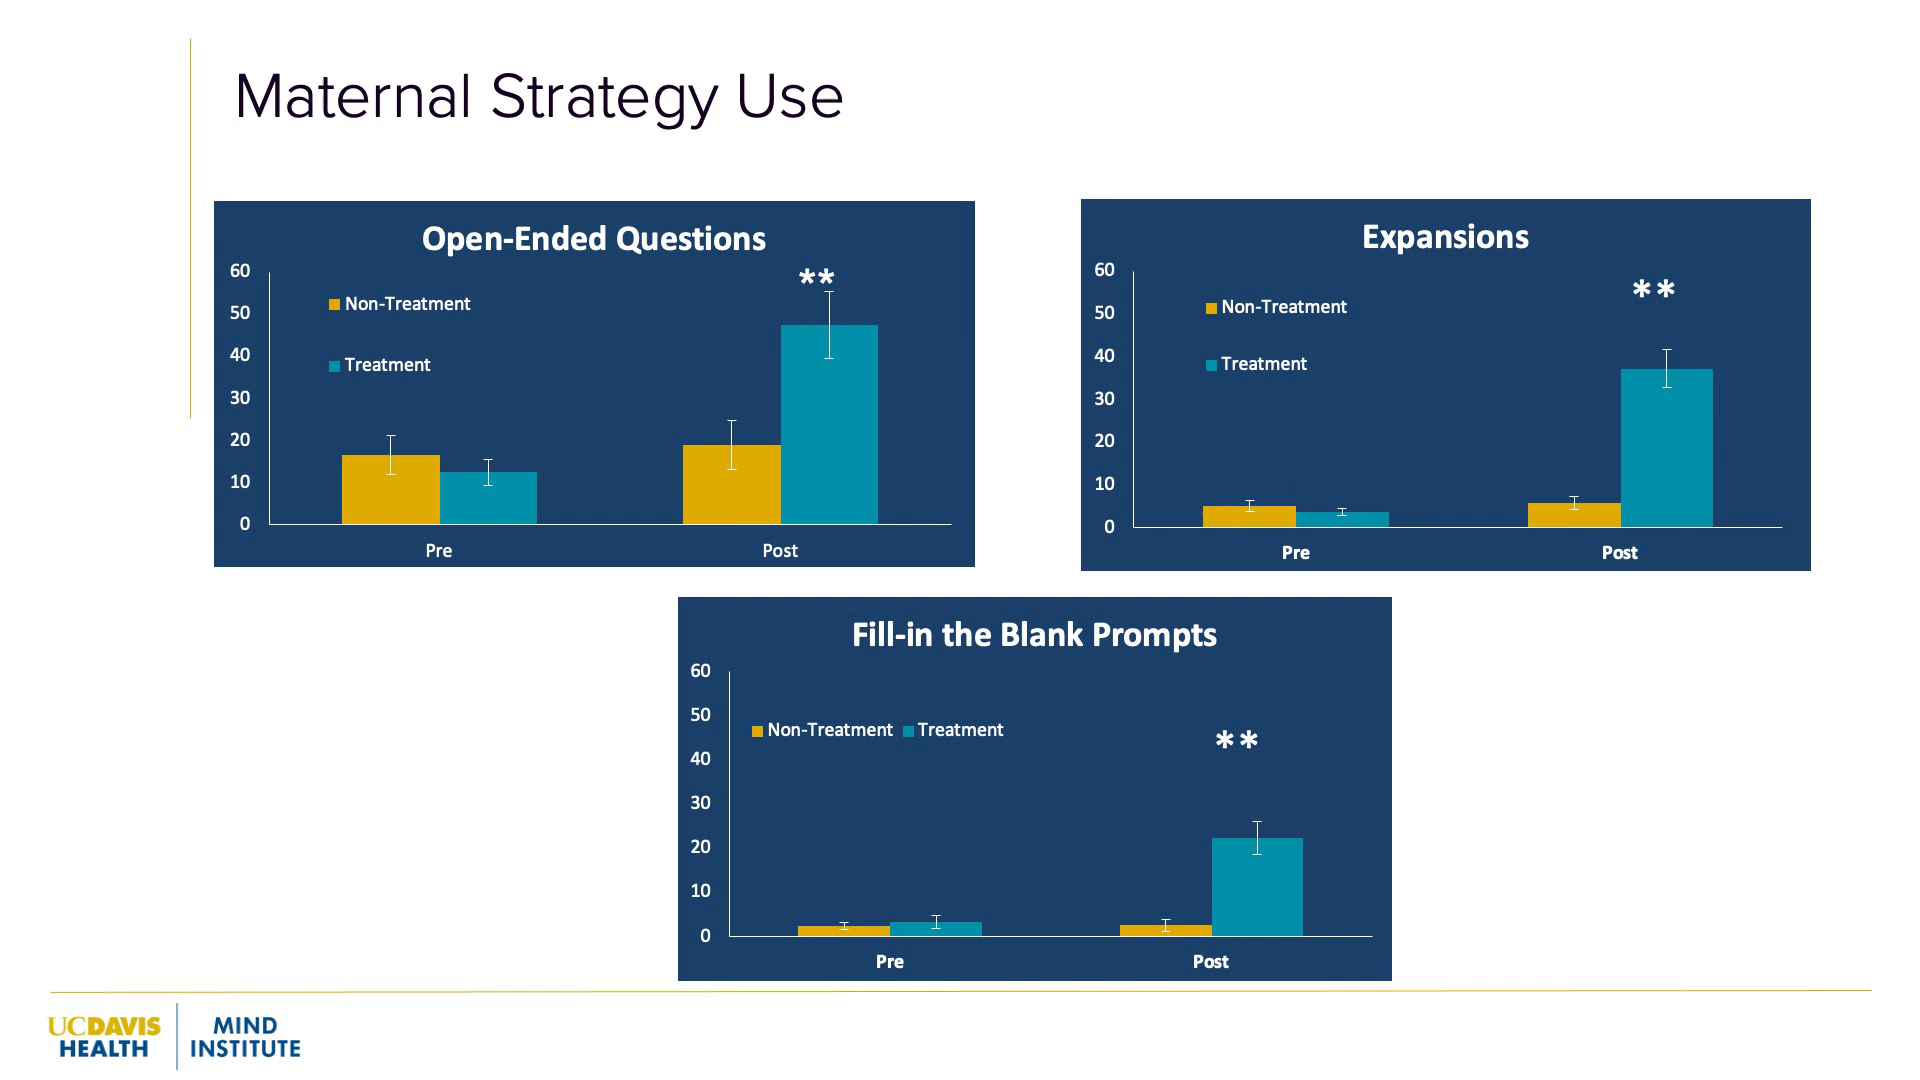 Maternal Strategy Use
Open-Ended Questions
**
60
50
40
30
20
10
0
Non-Treatment
Treatment
Pre
Post
Expansions
**
60
50
40
30
20
10
0
Non-Treatment
Treatment
Pre
Post
Fill-in the Blank Prompts
**
60
50
40
30
20
10
0
Non-Treatment
Treatment
Pre
Post
UCDAVIS
HEALTH
MIND
INSTITUTE